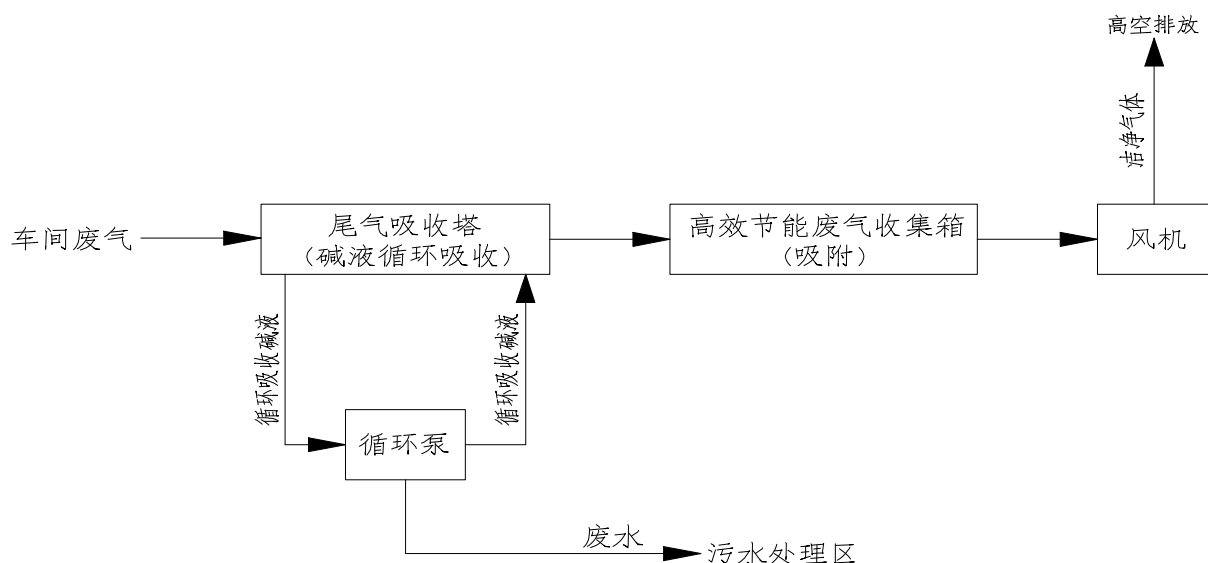 高空排放
洁净气体
车间废气
尾气吸收塔
(碱液循环吸收)
高效节能废气收集箱
(吸附)
风机
循环吸收碱液
循环吸收碱液
循环泵
废水
污水处理区